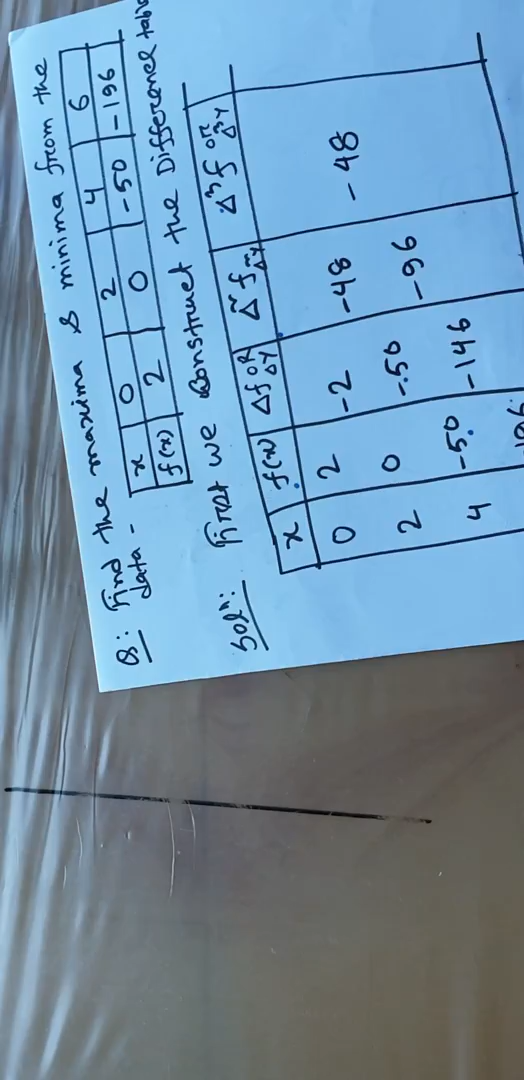 Q: Find the maxima & minima from the
data -
x 0 2 4 6
f(x) 2 0 -50 -196
Soln: First we construct the Difference table
x f(x) Δf OR Δy Δ²f OR Δ²y Δ³f OR Δ³y
0 2 -2 -48 -48
2 0 -50 -96
4 -50 -146